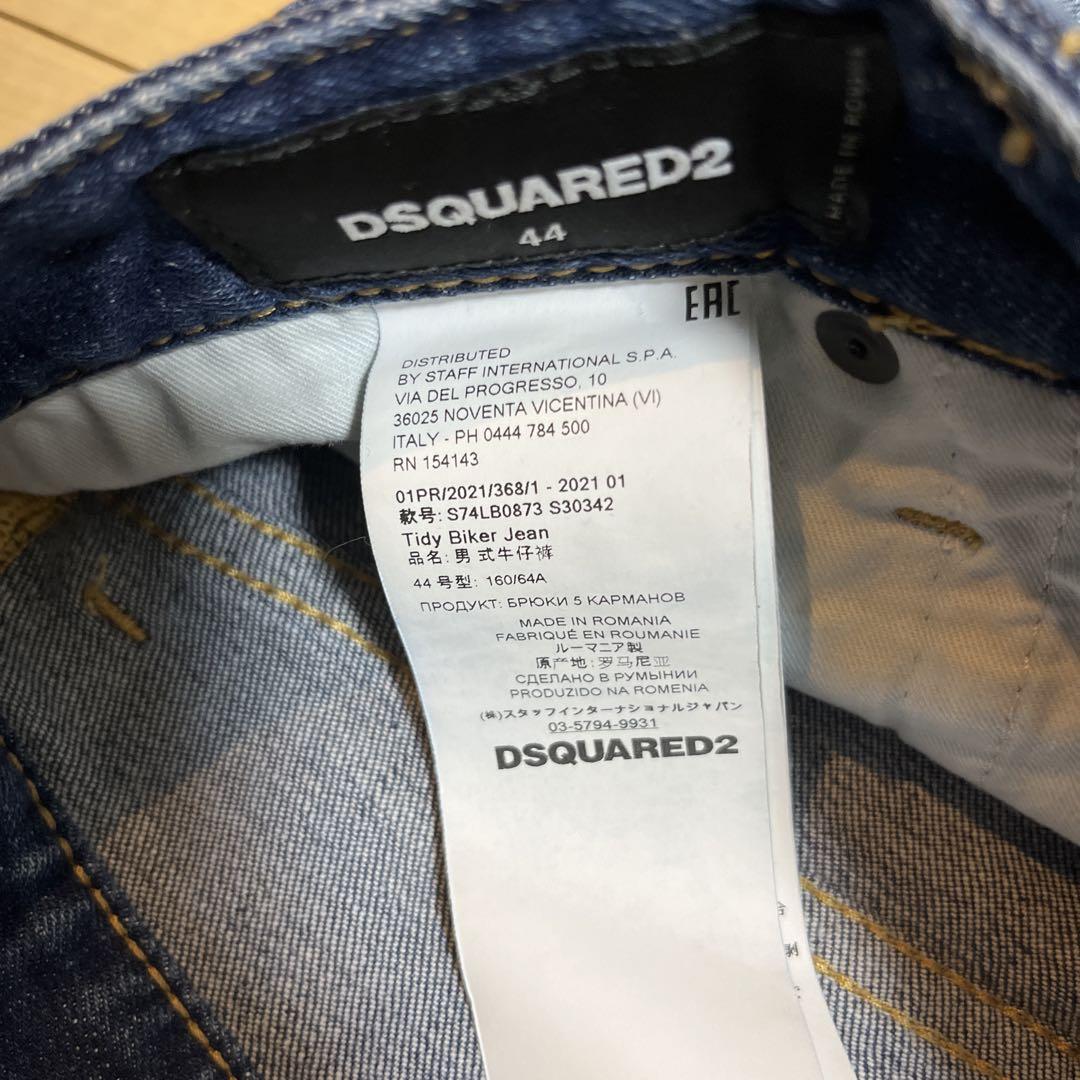 DSQUARED2
44
MADE IN
EAC
DISTRIBUTED
BY STAFF INTERNATIONAL S.P.A.
VIA DEL PROGRESSO, 10
36025 NOVENTA VICENTINA (VI)
ITALY - PH 0444 784 500
RN 154143
01PR/2021/368/1 - 2021 01
款号: S74LB0873 S30342
Tidy Biker Jean
品名: 男式牛仔裤
44 号型: 160/64A
ПРОДУКТ: БРЮКИ 5 КАРМАНОВ
MADE IN ROMANIA
FABRIQUÉ EN ROUMANIE
ルーマニア製
原产地: 罗马尼亚
СДЕЛАНО В РУМЫНИИ
PRODUZIDO NA ROMENIA
(株)スタッフインターナショナルジャパン
03-5794-9931
DSQUARED2